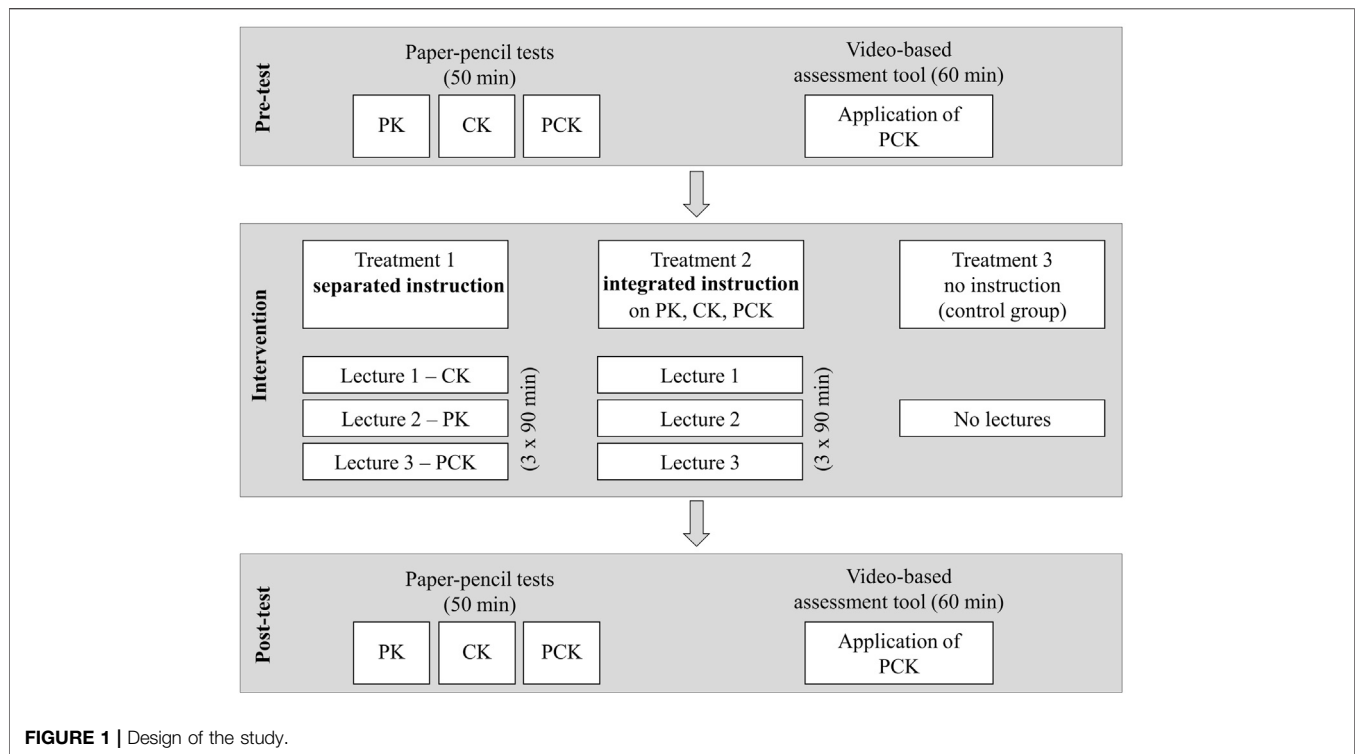 Pre-test
Paper-pencil tests
(50 min)
PK
CK
PCK
Video-based
assessment tool (60 min)
Application of
PCK
Intervention
Treatment 1
separated instruction
Lecture 1 – CK
Lecture 2 – PK
Lecture 3 – PCK
(3 x 90 min)
Treatment 2
integrated instruction
on PK, CK, PCK
Lecture 1
Lecture 2
Lecture 3
(3 x 90 min)
Treatment 3
no instruction
(control group)
No lectures
Post-test
Paper-pencil tests
(50 min)
PK
CK
PCK
Video-based
assessment tool (60 min)
Application of
PCK
FIGURE 1 | Design of the study.